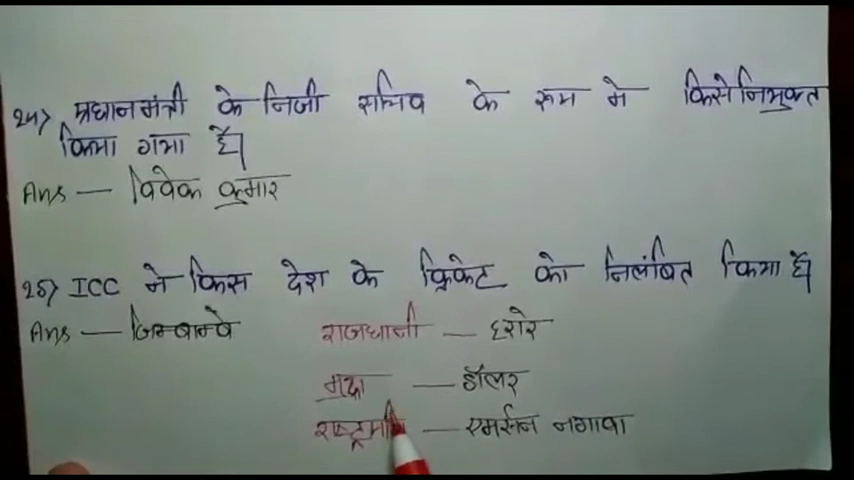 24) प्रधानमंत्री के निजी सचिव के रूप मे किसे नियुक्त
किया गया है।
Ans — विवेक कुमार
25) ICC ने किस देश के क्रिकेट को निलंबित किया है।
Ans — जिम्बाम्वे राजधानी — हरारे
मुद्रा — डॉलर
राष्ट्रपति — एमर्सन नगावा